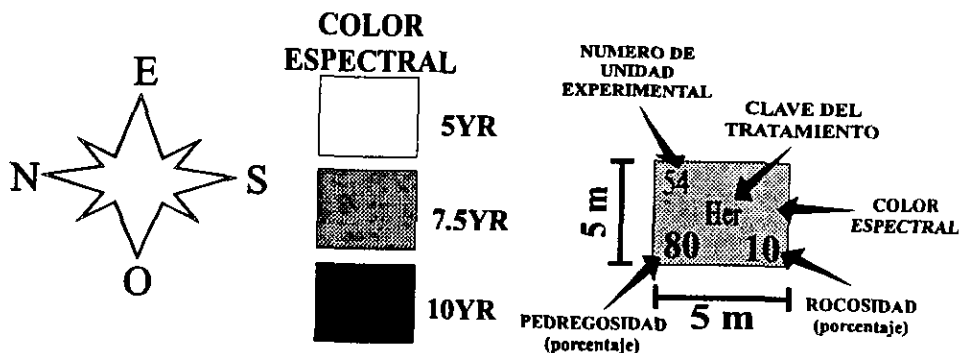 E
N
S
O
COLOR
ESPECTRAL
5YR
7.5YR
10YR
NUMERO DE
UNIDAD
EXPERIMENTAL
CLAVE DEL
TRATAMIENTO
54
Her
80
10
5 m
5 m
COLOR
ESPECTRAL
PEDREGOSIDAD
(porcentaje)
ROCOSIDAD
(porcentaje)